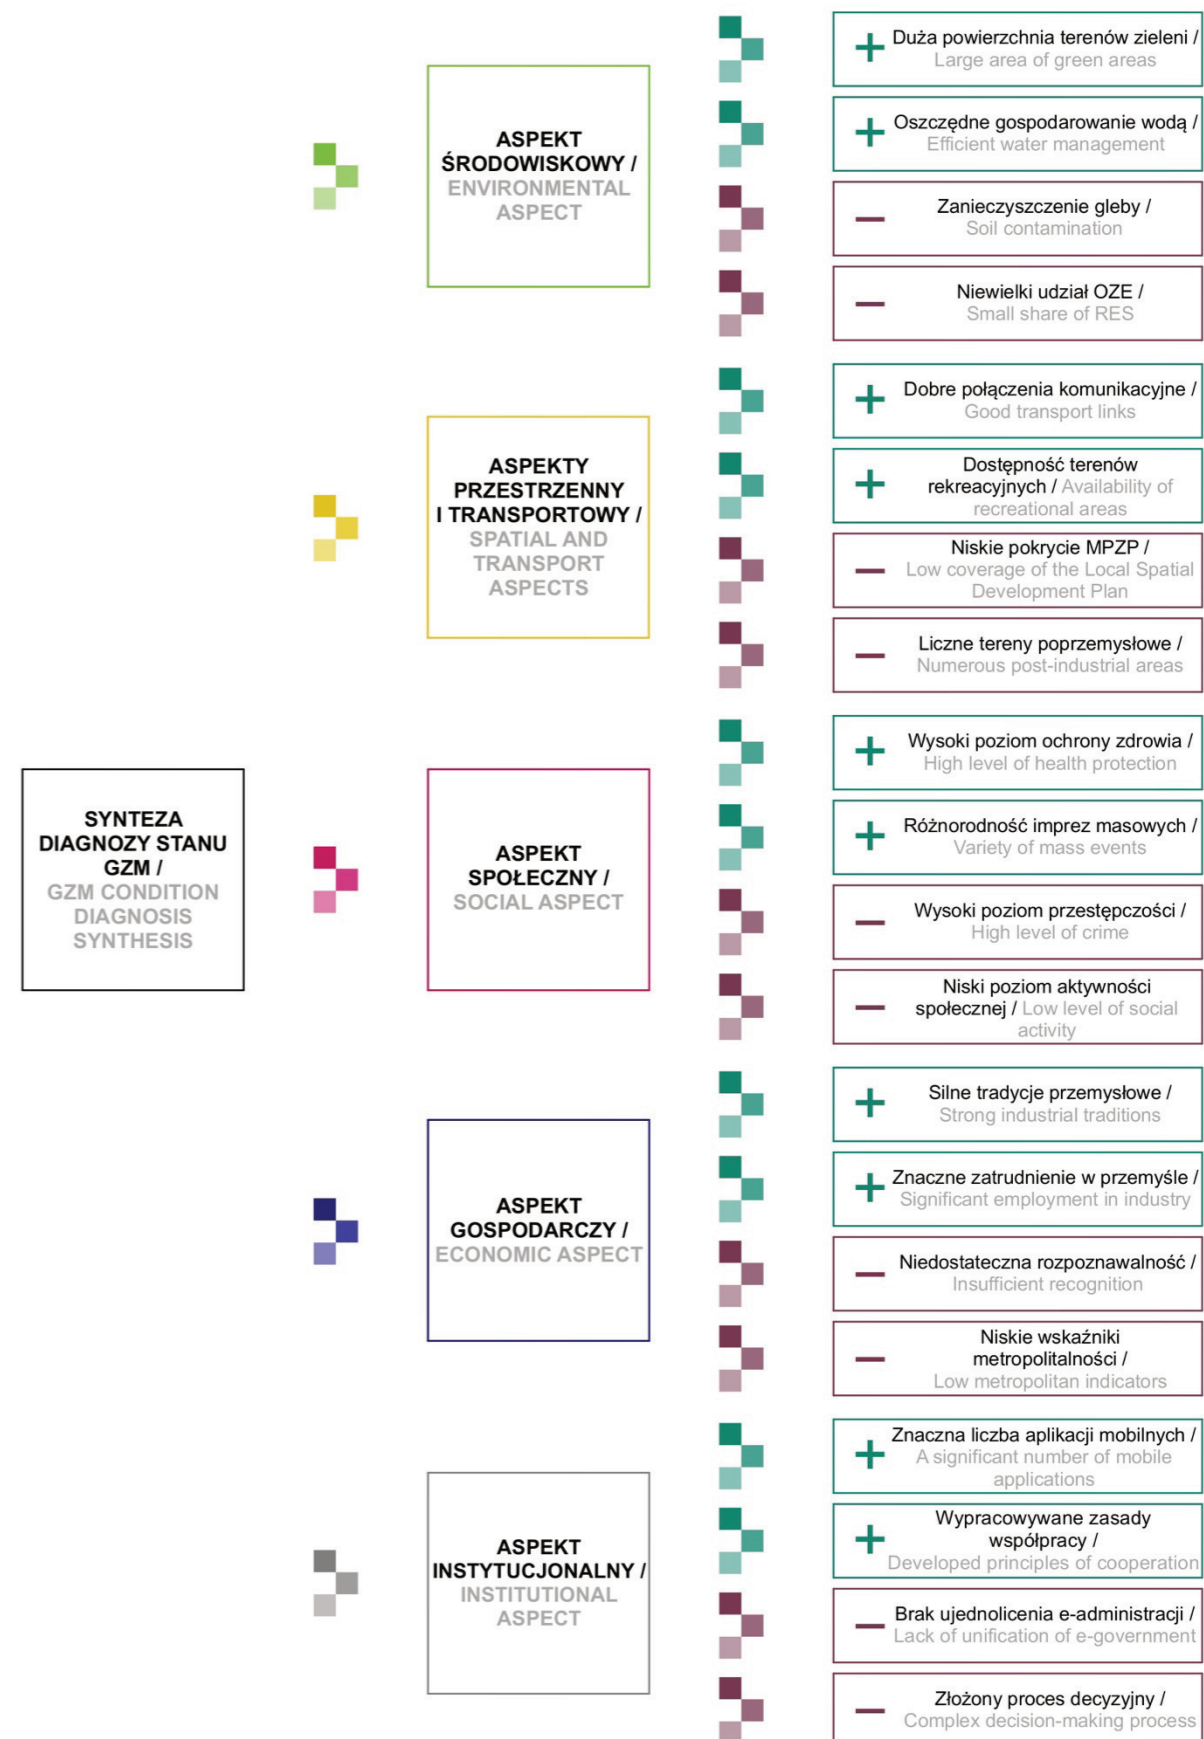 SYNTEZA
DIAGNOZY STANU
GZM /
GZM CONDITION
DIAGNOSIS
SYNTHESIS
ASPEKT
ŚRODOWISKOWY /
ENVIRONMENTAL
ASPECT
+ Duża powierzchnia terenów zieleni /
Large area of green areas
+ Oszczędne gospodarowanie wodą /
Efficient water management
− Zanieczyszczenie gleby /
Soil contamination
− Niewielki udział OZE /
Small share of RES
ASPEKTY
PRZESTRZENNY
I TRANSPORTOWY /
SPATIAL AND
TRANSPORT
ASPECTS
+ Dobre połączenia komunikacyjne /
Good transport links
+ Dostępność terenów
rekreacyjnych / Availability of
recreational areas
− Niskie pokrycie MPZP /
Low coverage of the Local Spatial
Development Plan
− Liczne tereny poprzemysłowe /
Numerous post-industrial areas
ASPEKT
SPOŁECZNY /
SOCIAL ASPECT
+ Wysoki poziom ochrony zdrowia /
High level of health protection
+ Różnorodność imprez masowych /
Variety of mass events
− Wysoki poziom przestępczości /
High level of crime
− Niski poziom aktywności
społecznej / Low level of social
activity
ASPEKT
GOSPODARCZY /
ECONOMIC ASPECT
+ Silne tradycje przemysłowe /
Strong industrial traditions
+ Znaczne zatrudnienie w przemyśle /
Significant employment in industry
− Niedostateczna rozpoznawalność /
Insufficient recognition
− Niskie wskaźniki
metropolitalności /
Low metropolitan indicators
ASPEKT
INSTYTUCJONALNY /
INSTITUTIONAL
ASPECT
+ Znaczna liczba aplikacji mobilnych /
A significant number of mobile
applications
+ Wypracowywane zasady
współpracy /
Developed principles of cooperation
− Brak ujednolicenia e-administracji /
Lack of unification of e-government
− Złożony proces decyzyjny /
Complex decision-making process